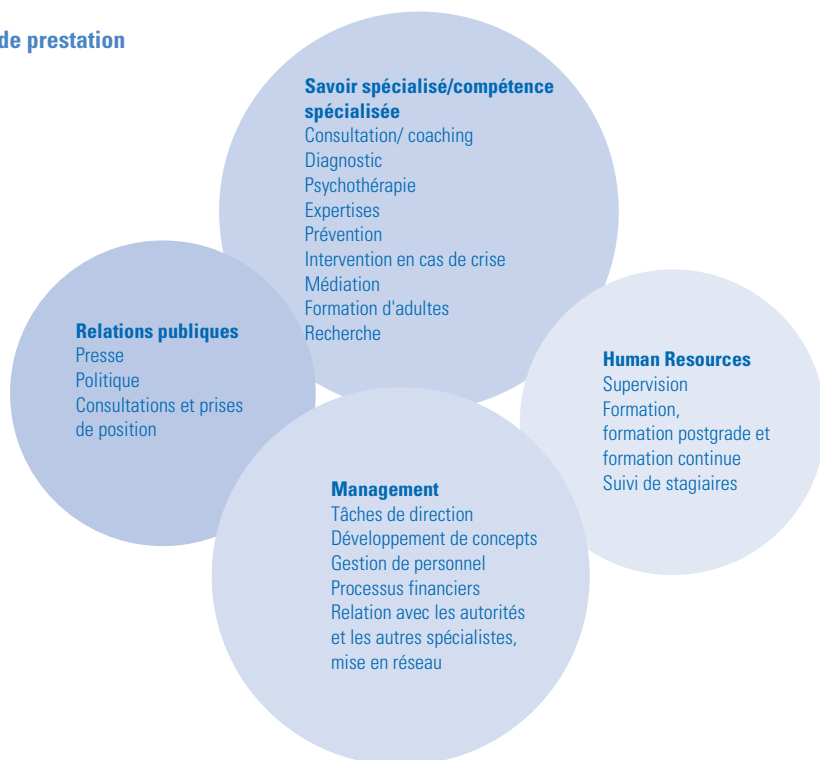 de prestation
Savoir spécialisé/compétence
spécialisée
Consultation/ coaching
Diagnostic
Psychothérapie
Expertises
Prévention
Intervention en cas de crise
Médiation
Formation d'adultes
Recherche
Relations publiques
Presse
Politique
Consultations et prises
de position
Human Resources
Supervision
Formation,
formation postgrade et
formation continue
Suivi de stagiaires
Management
Tâches de direction
Développement de concepts
Gestion de personnel
Processus financiers
Relation avec les autorités
et les autres spécialistes,
mise en réseau